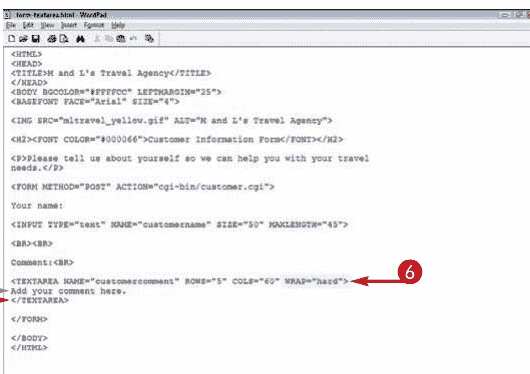 form-textarea.html - WordPad
File Edit View Insert Format Help
<HTML>
<HEAD>
<TITLE>M and L's Travel Agency</TITLE>
</HEAD>
<BODY BGCOLOR="#FFFFCC" LEFTMARGIN="25">
<BASEFONT FACE="Arial" SIZE="4">
<IMG SRC="mltravel_yellow.gif" ALT="M and L's Travel Agency">
<H2><FONT COLOR="#000066">Customer Information Form</FONT></H2>
<P>Please tell us about yourself so we can help you with your travel
needs.</P>
<FORM METHOD="POST" ACTION="cgi-bin/customer.cgi">
Your name:
<INPUT TYPE="text" NAME="customername" SIZE="50" MAXLENGTH="45">
<BR><BR>
Comment:<BR>
<TEXTAREA NAME="customercomment" ROWS="5" COLS="60" WRAP="hard">
6
Add your comment here.
</TEXTAREA>
</FORM>
</BODY>
</HTML>